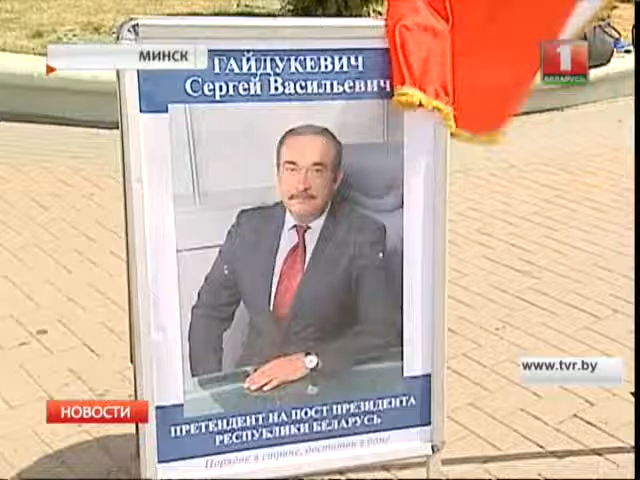 МИНСК
ГАЙДУКЕВИЧ
Сергей Васильевич
1
БЕЛАРУСЬ
www.tvr.by
НОВОСТИ
ПРЕТЕНДЕНТ НА ПОСТ ПРЕЗИДЕНТА
РЕСПУБЛИКИ БЕЛАРУСЬ
Порядок в стране, достаток в доме!